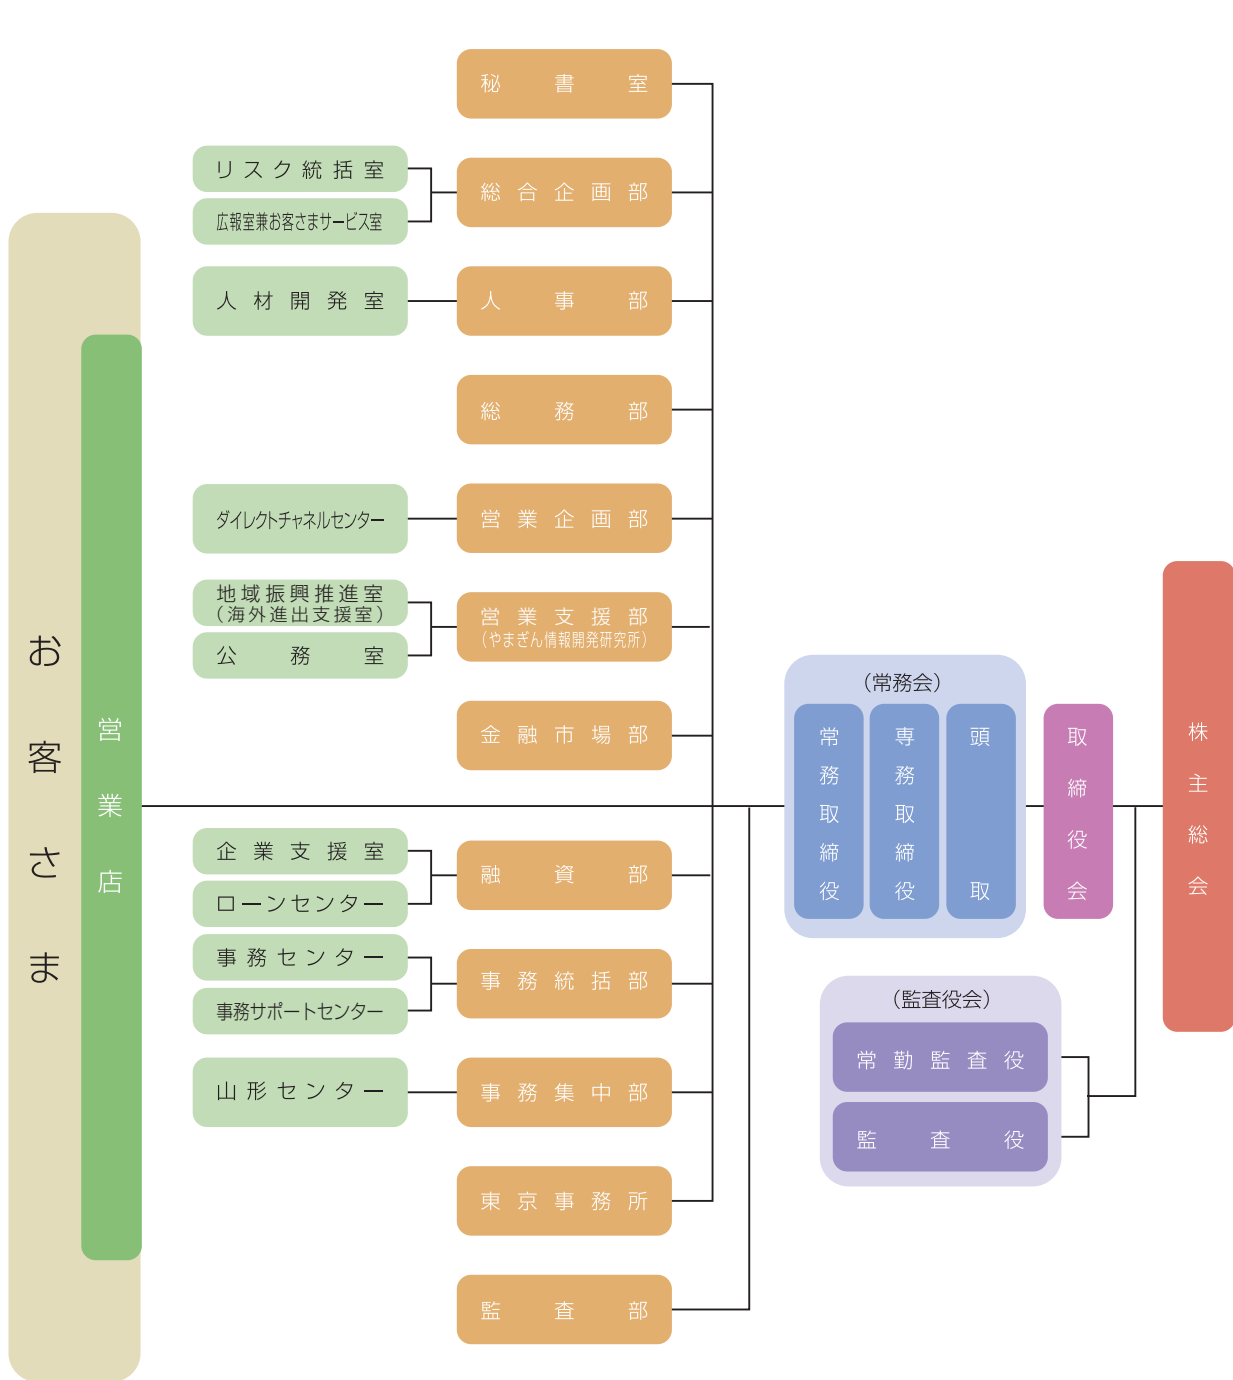 秘書室
リスク統括室
総合企画部
広報室兼お客さまサービス室
人材開発室
人事部
総務部
ダイレクトチャネルセンター
営業企画部
地域振興推進室
(海外進出支援室)
営業支援部
(やまぎん情報開発研究所)
公務室
金融市場部
企業支援室
融資部
ローンセンター
事務センター
事務統括部
事務サポートセンター
山形センター
事務集中部
東京事務所
監査部
お客さま
営業店
(常務会)
常務取締役
専務取締役
頭取
取締役会
株主総会
(監査役会)
常勤監査役
監査役